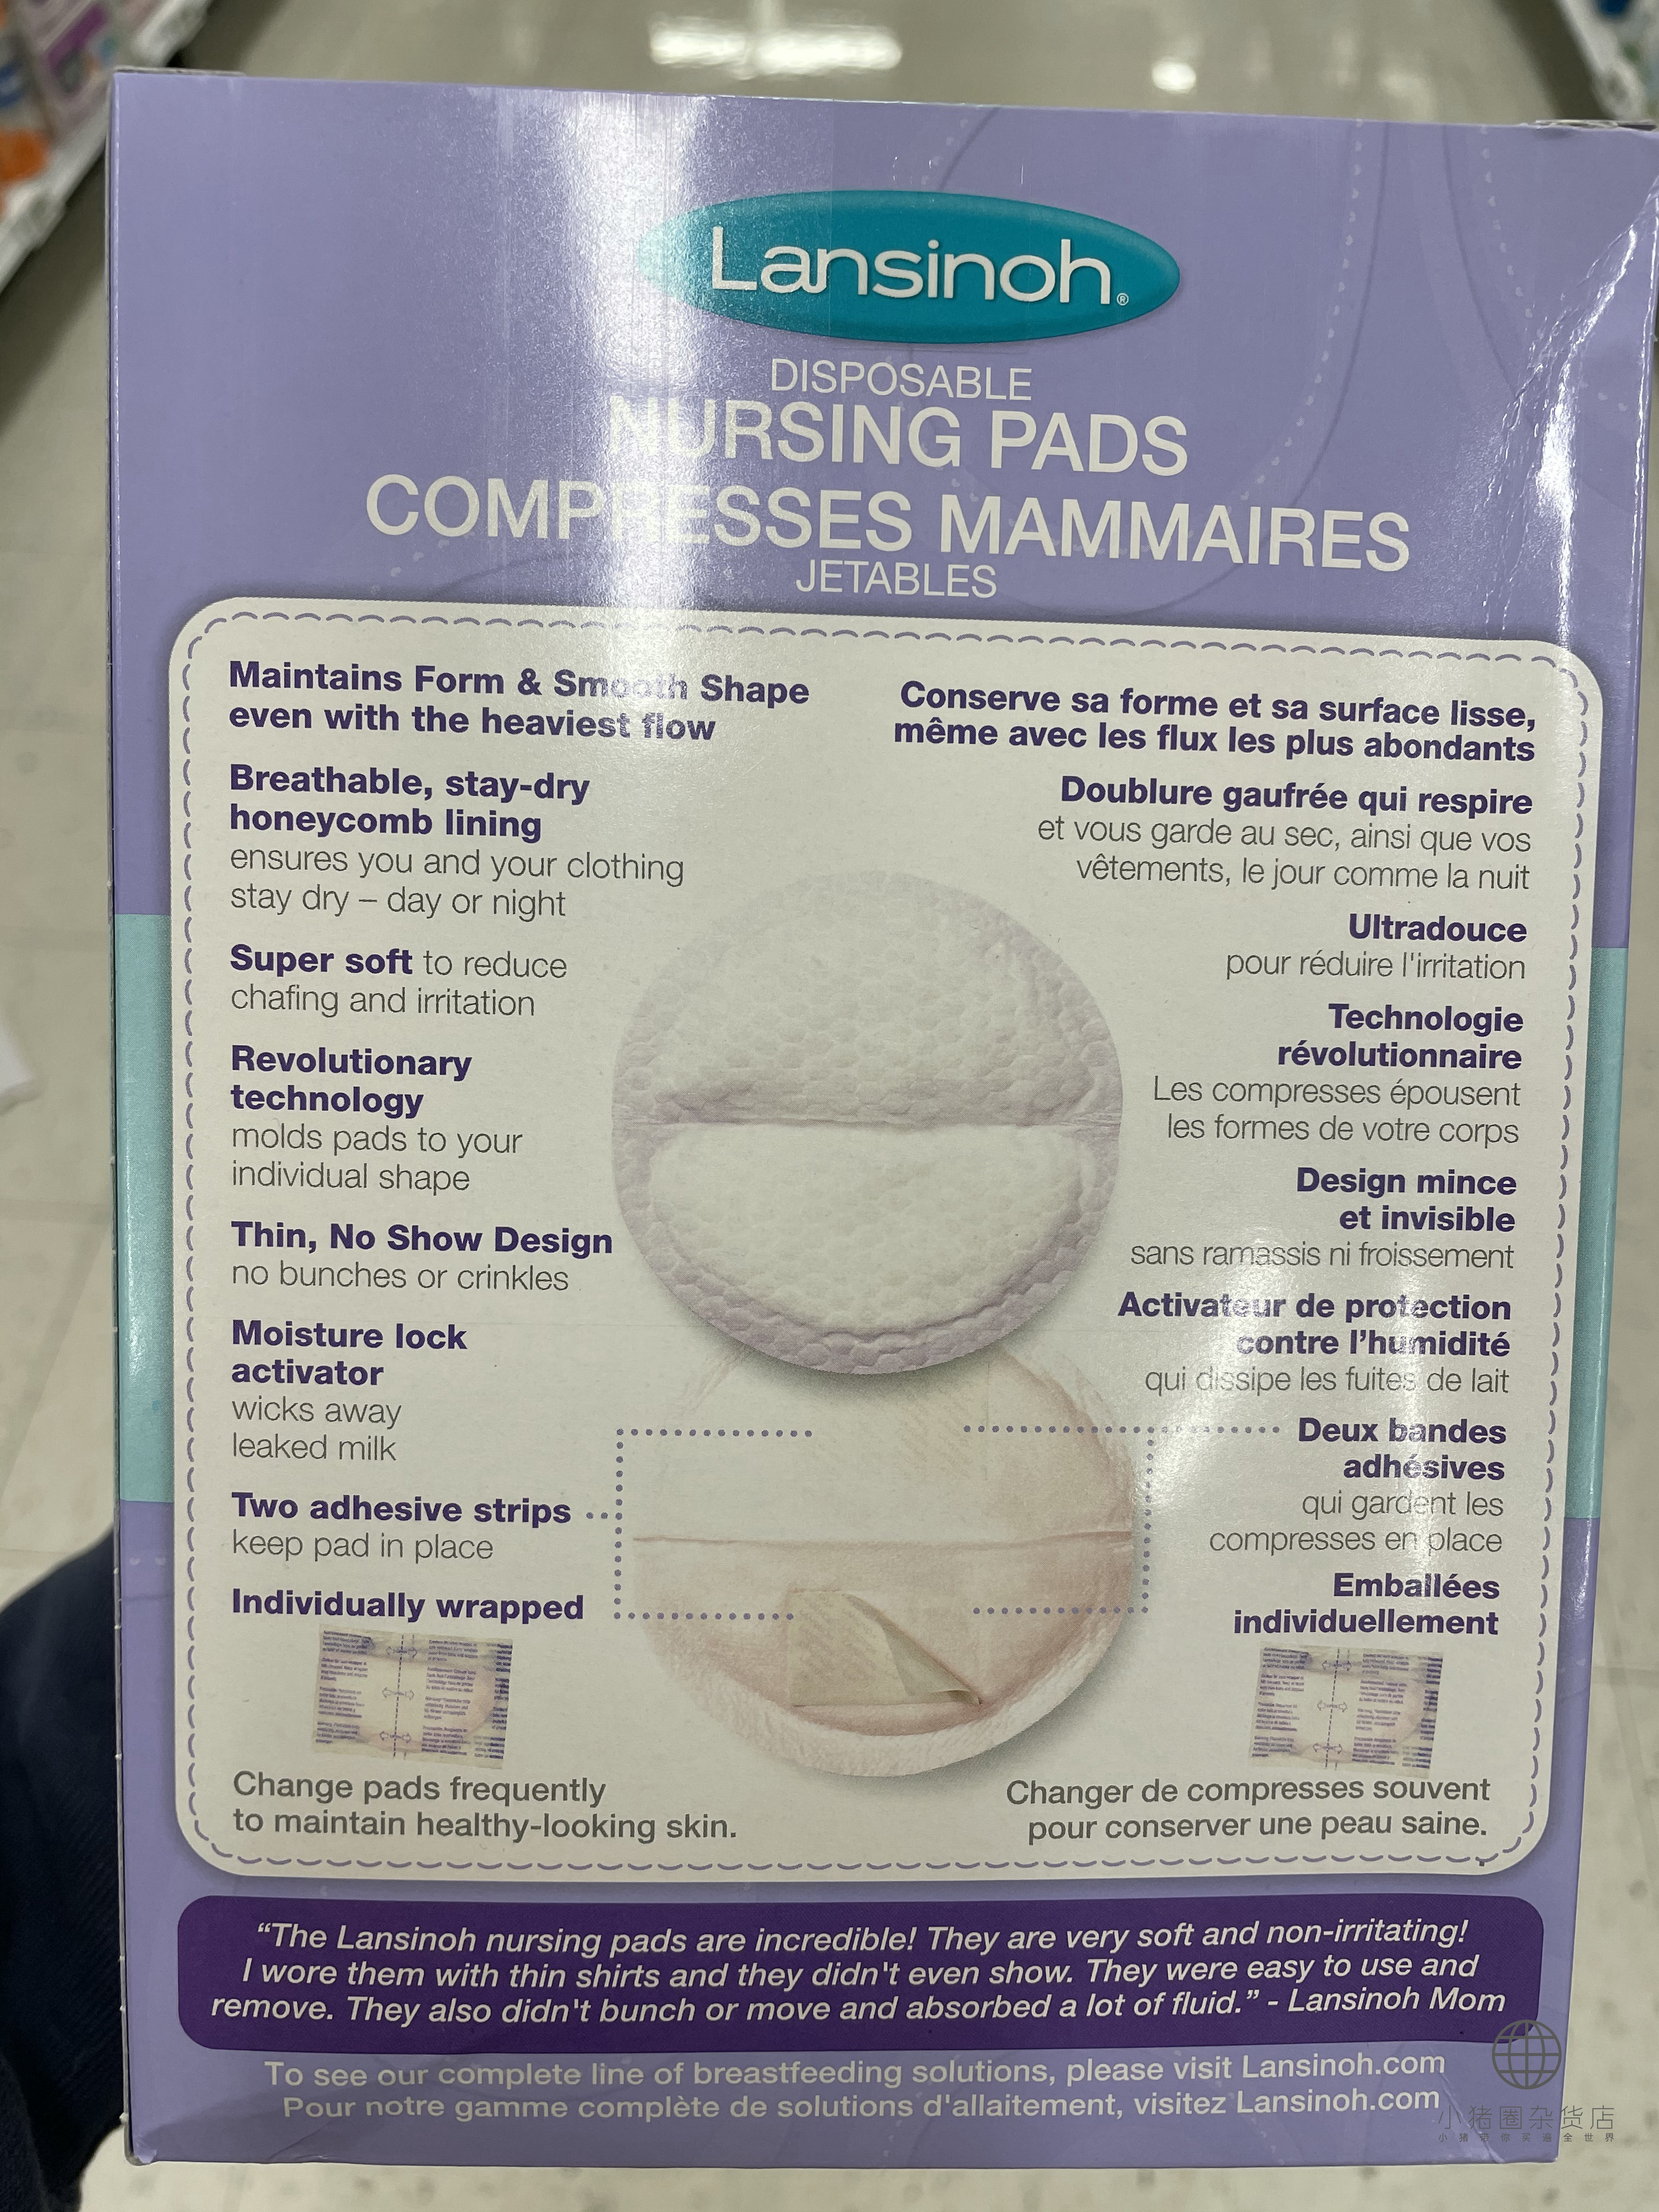 Lansinoh®
DISPOSABLE
NURSING PADS
COMPRESSES MAMMAIRES
JETABLES
Maintains Form & Smooth Shape
even with the heaviest flow
Breathable, stay-dry
honeycomb lining
ensures you and your clothing
stay dry – day or night
Super soft to reduce
chafing and irritation
Revolutionary
technology
molds pads to your
individual shape
Thin, No Show Design
no bunches or crinkles
Moisture lock
activator
wicks away
leaked milk
Two adhesive strips
keep pad in place
Individually wrapped
Change pads frequently
to maintain healthy-looking skin.
Conserve sa forme et sa surface lisse,
même avec les flux les plus abondants
Doublure gaufrée qui respire
et vous garde au sec, ainsi que vos
vêtements, le jour comme la nuit
Ultradouce
pour réduire l'irritation
Technologie
révolutionnaire
Les compresses épousent
les formes de votre corps
Design mince
et invisible
sans ramassis ni froissement
Activateur de protection
contre l'humidité
qui dissipe les fuites de lait
Deux bandes
adhésives
qui gardent les
compresses en place
Emballées
individuellement
Changer de compresses souvent
pour conserver une peau saine.
“The Lansinoh nursing pads are incredible! They are very soft and non-irritating!
I wore them with thin shirts and they didn't even show. They were easy to use and
remove. They also didn't bunch or move and absorbed a lot of fluid.” - Lansinoh Mom
To see our complete line of breastfeeding solutions, please visit Lansinoh.com
Pour notre gamme complète de solutions d'allaitement, visitez Lansinoh.com
小猪圈杂货店
小猪带你买遍全世界